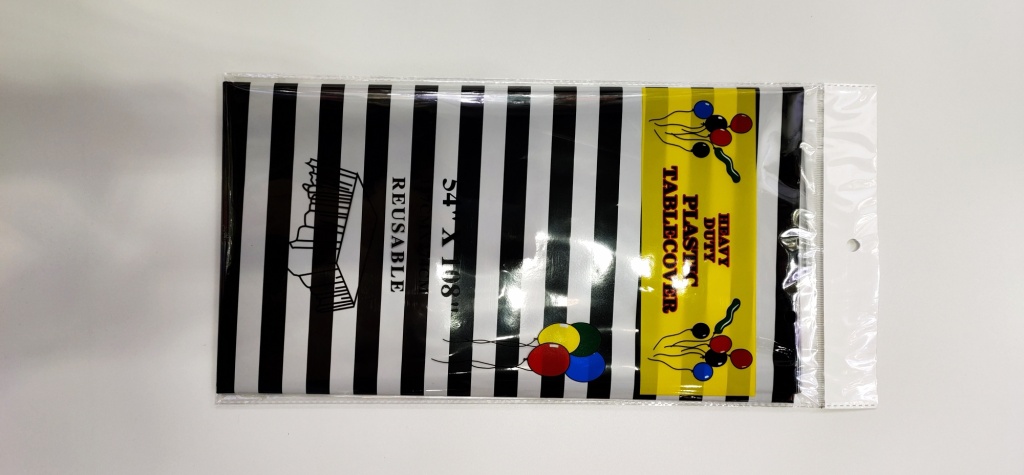 HEAVY
DUTY
PLASTIC
TABLECOVER
54" X 108"
REUSABLE